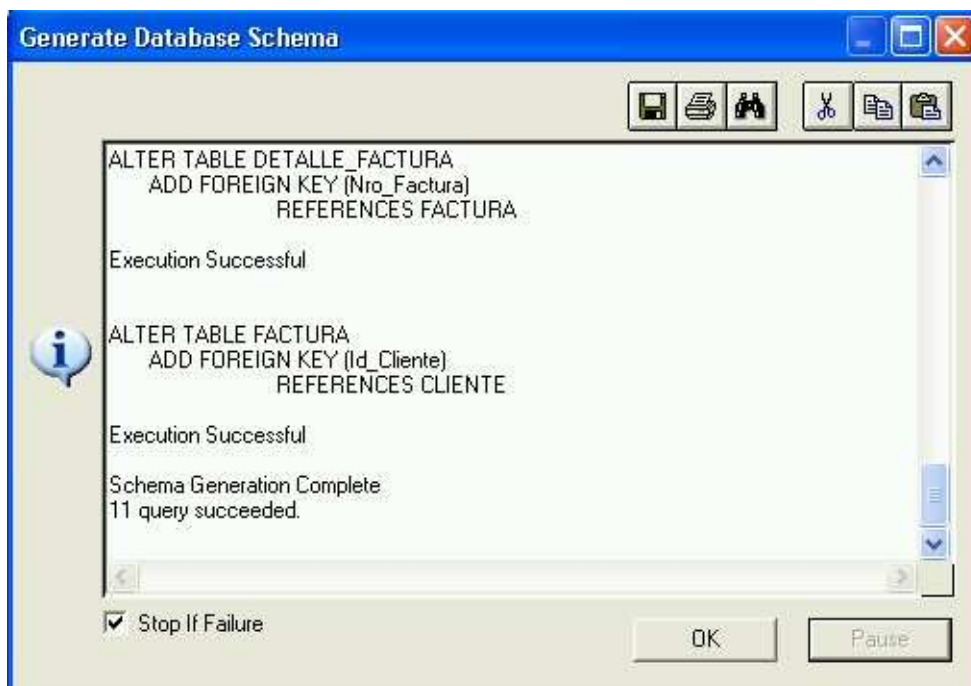 Generate Database Schema
ALTER TABLE DETALLE_FACTURA
ADD FOREIGN KEY (Nro_Factura)
REFERENCES FACTURA
Execution Successful
ALTER TABLE FACTURA
ADD FOREIGN KEY (Id_Cliente)
REFERENCES CLIENTE
Execution Successful
Schema Generation Complete
11 query succeeded.
Stop If Failure
OK
Pause